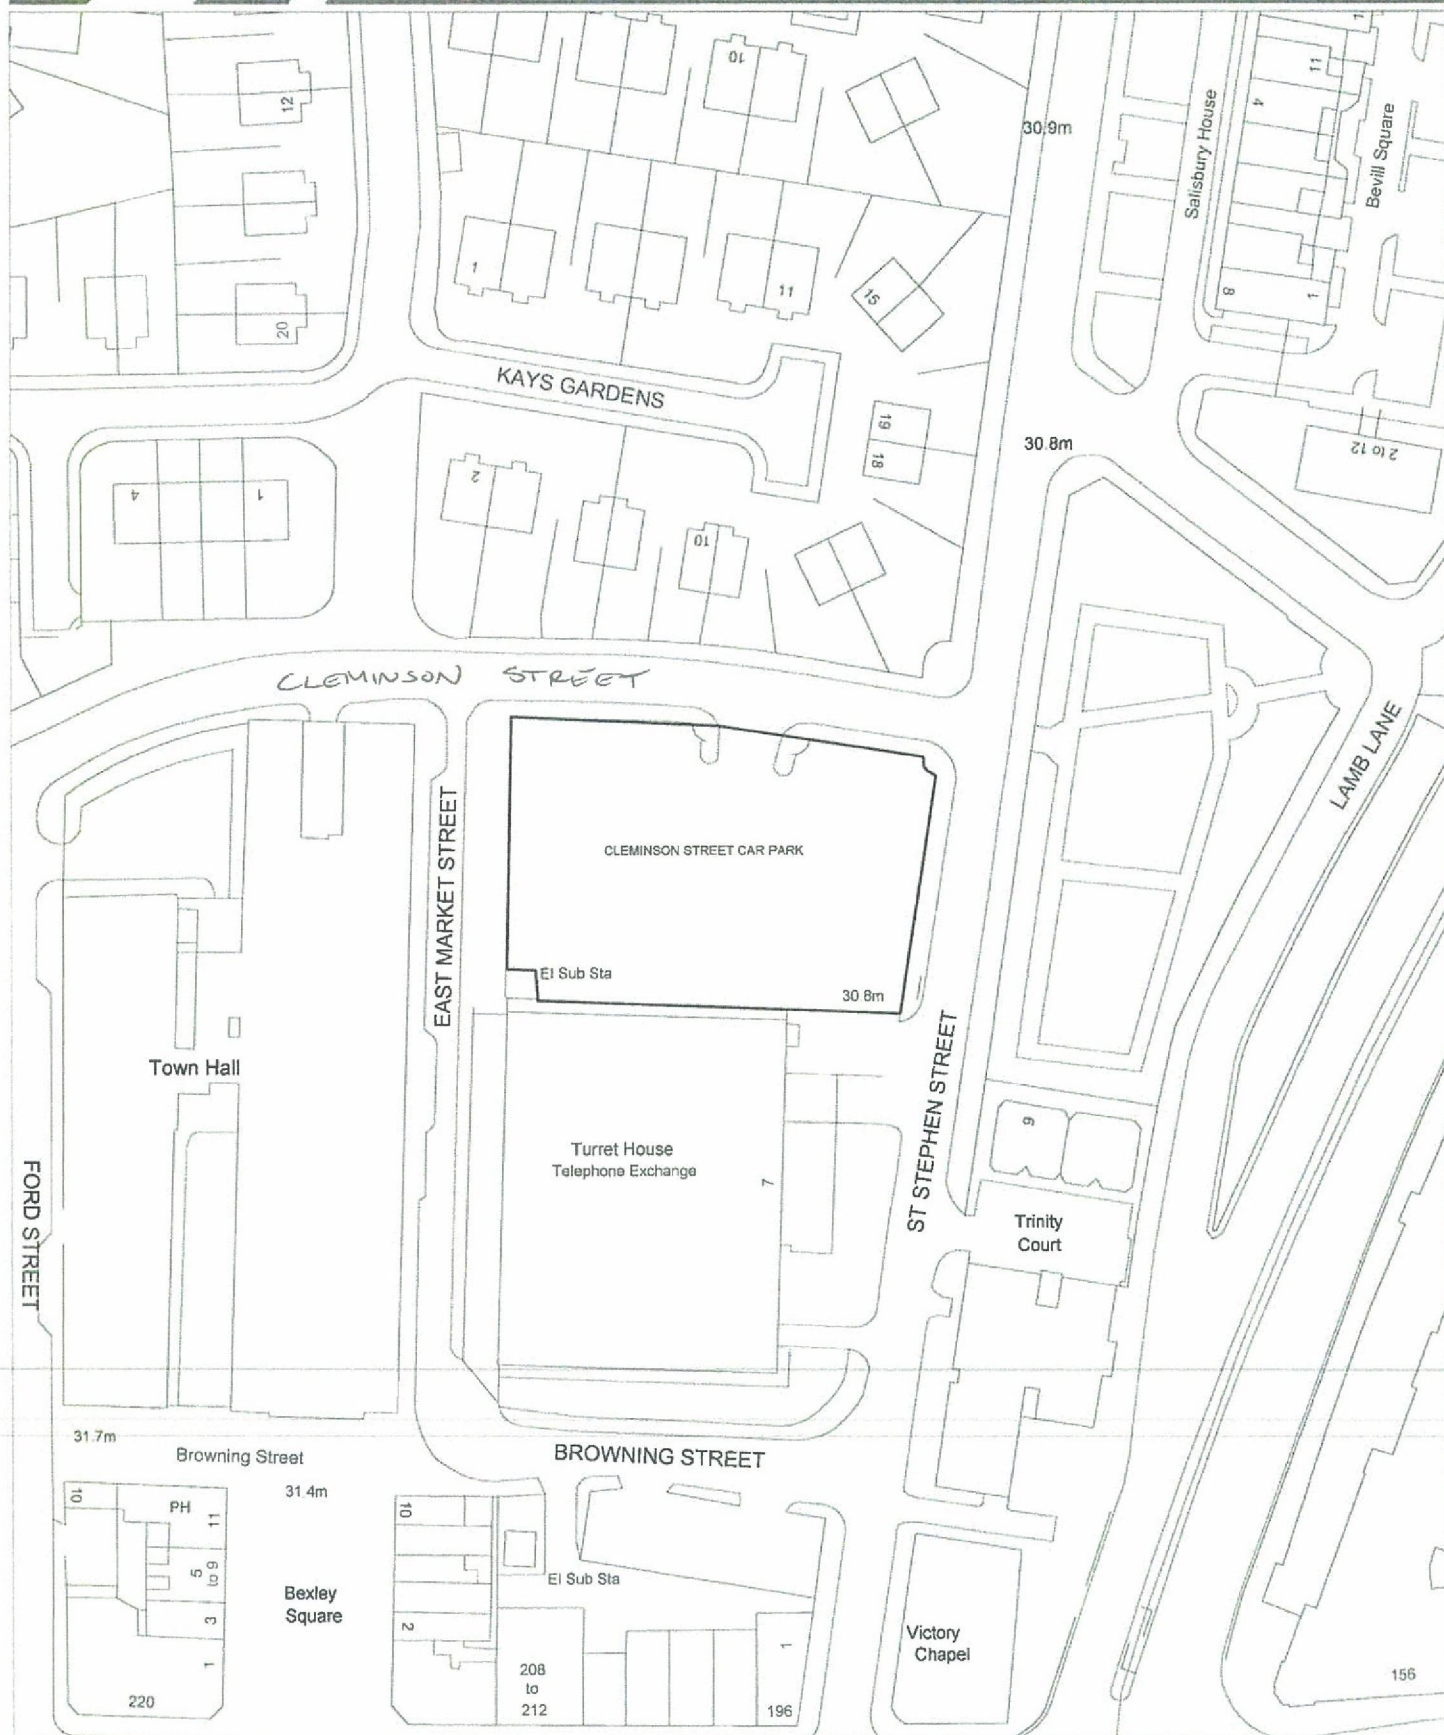 10
12
30.9m
11
4
Salisbury House
Bevill Square
1
11
15
8
1
20
KAYS GARDENS
19
18
30.8m
2 to 12
4
1
2
10
CLEMINSON STREET
LAMB LANE
EAST MARKET STREET
CLEMINSON STREET CAR PARK
El Sub Sta
30.8m
Town Hall
ST STEPHEN STREET
9
Turret House
Telephone Exchange
7
FORD STREET
Trinity
Court
31.7m
Browning Street
BROWNING STREET
31.4m
10
PH
11
10
5
to 9
El Sub Sta
Bexley
Square
3
2
1
1
Victory
Chapel
208
to
212
220
196
156